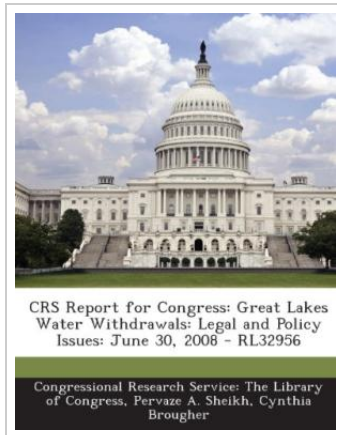 CRS Report for Congress: Great Lakes
Water Withdrawals: Legal and Policy
Issues: June 30, 2008 - RL32956
Congressional Research Service: The Library
of Congress, Pervaze A. Sheikh, Cynthia
Brougher